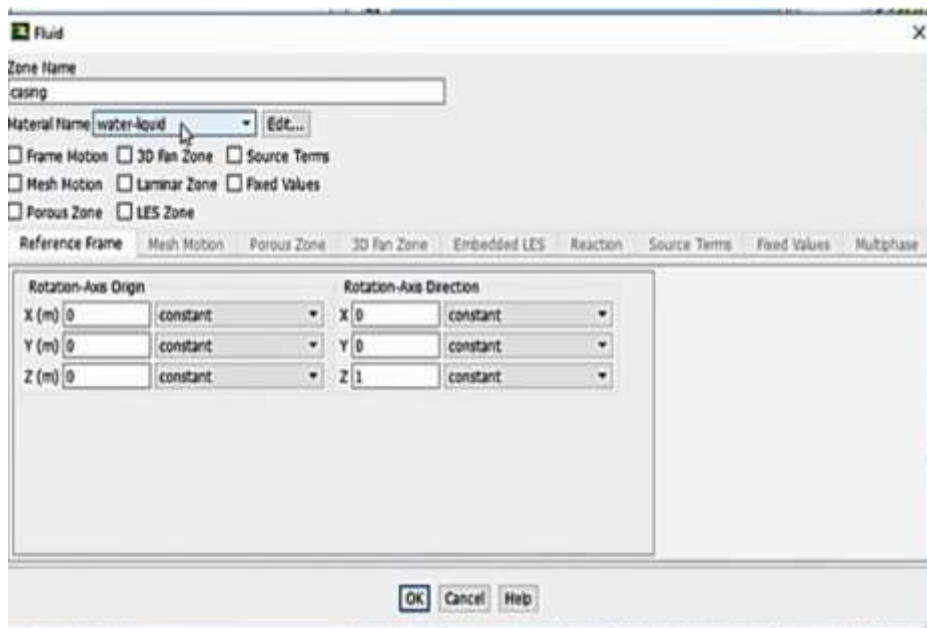 Fluid
Zone Name
casing
Material Name water-liquid Edit...
Frame Motion 3D Fan Zone Source Terms
Mesh Motion Laminar Zone Fixed Values
Porous Zone LES Zone
Reference Frame Mesh Motion Porous Zone 3D Fan Zone Embedded LES Reaction Source Terms Fixed Values Multiphase
Rotation-Axis Origin Rotation-Axis Direction
X (m) 0 constant X 0 constant
Y (m) 0 constant Y 0 constant
Z (m) 0 constant Z 1 constant
OK Cancel Help